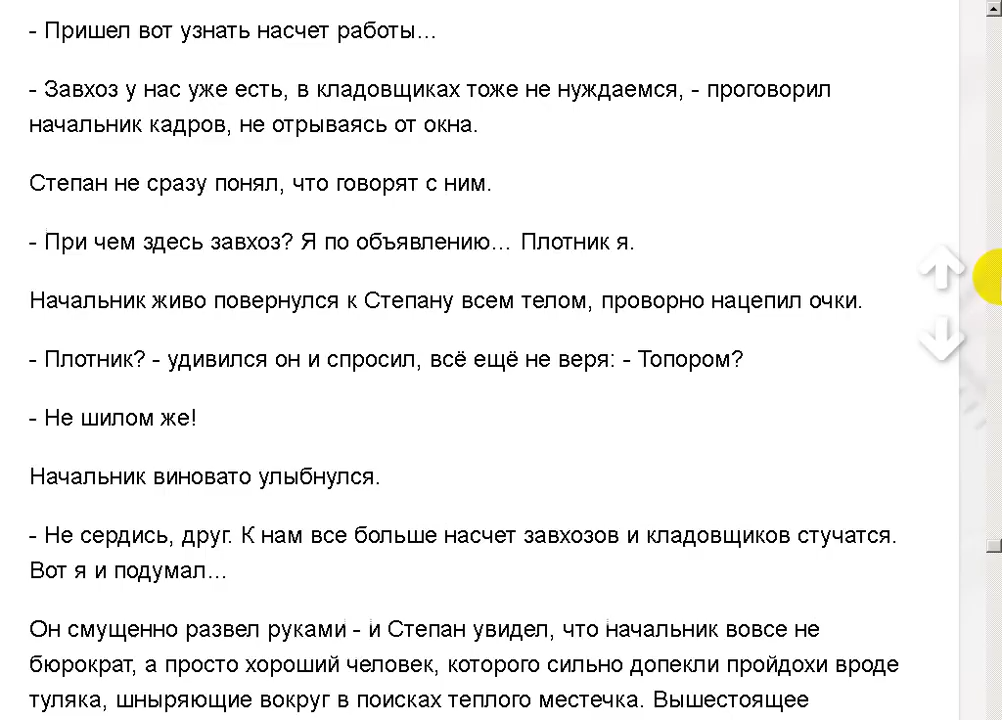 - Пришел вот узнать насчет работы...
- Завхоз у нас уже есть, в кладовщиках тоже не нуждаемся, - проговорил
начальник кадров, не отрываясь от окна.
Степан не сразу понял, что говорят с ним.
- При чем здесь завхоз? Я по объявлению... Плотник я.
Начальник живо повернулся к Степану всем телом, проворно нацепил очки.
- Плотник? - удивился он и спросил, всё ещё не веря: - Топором?
- Не шилом же!
Начальник виновато улыбнулся.
- Не сердись, друг. К нам все больше насчет завхозов и кладовщиков стучатся.
Вот я и подумал...
Он смущенно развел руками - и Степан увидел, что начальник вовсе не
бюрократ, а просто хороший человек, которого сильно допекли пройдохи вроде
туляка, шныряющие вокруг в поисках теплого местечка. Вышестоящее